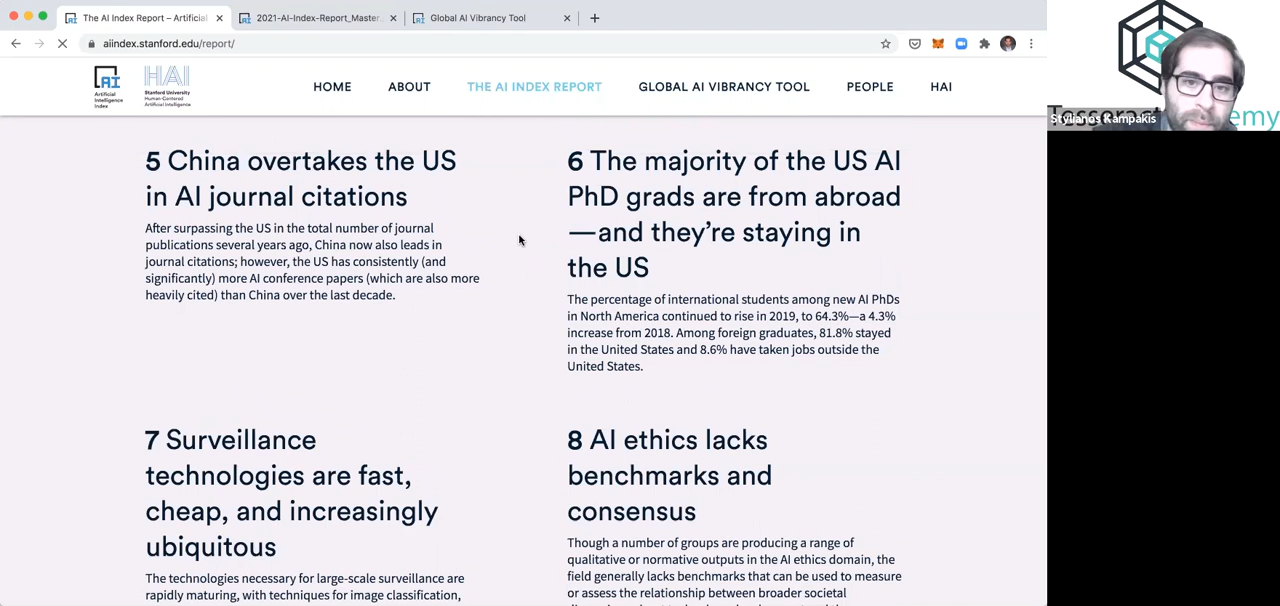 The AI Index Report – Artificial
2021-AI-Index-Report_Master
Global AI Vibrancy Tool
aiindex.stanford.edu/report/
AI
Artificial
Intelligence
Index
HAI
Stanford University
Human-Centered
Artificial Intelligence
HOME
ABOUT
THE AI INDEX REPORT
GLOBAL AI VIBRANCY TOOL
PEOPLE
HAI
5 China overtakes the US
in AI journal citations
After surpassing the US in the total number of journal
publications several years ago, China now also leads in
journal citations; however, the US has consistently (and
significantly) more AI conference papers (which are also more
heavily cited) than China over the last decade.
6 The majority of the US AI
PhD grads are from abroad
—and they’re staying in
the US
The percentage of international students among new AI PhDs
in North America continued to rise in 2019, to 64.3%—a 4.3%
increase from 2018. Among foreign graduates, 81.8% stayed
in the United States and 8.6% have taken jobs outside the
United States.
7 Surveillance
technologies are fast,
cheap, and increasingly
ubiquitous
The technologies necessary for large-scale surveillance are
rapidly maturing, with techniques for image classification,
8 AI ethics lacks
benchmarks and
consensus
Though a number of groups are producing a range of
qualitative or normative outputs in the AI ethics domain, the
field generally lacks benchmarks that can be used to measure
or assess the relationship between broader societal
Stylianos Kampakis